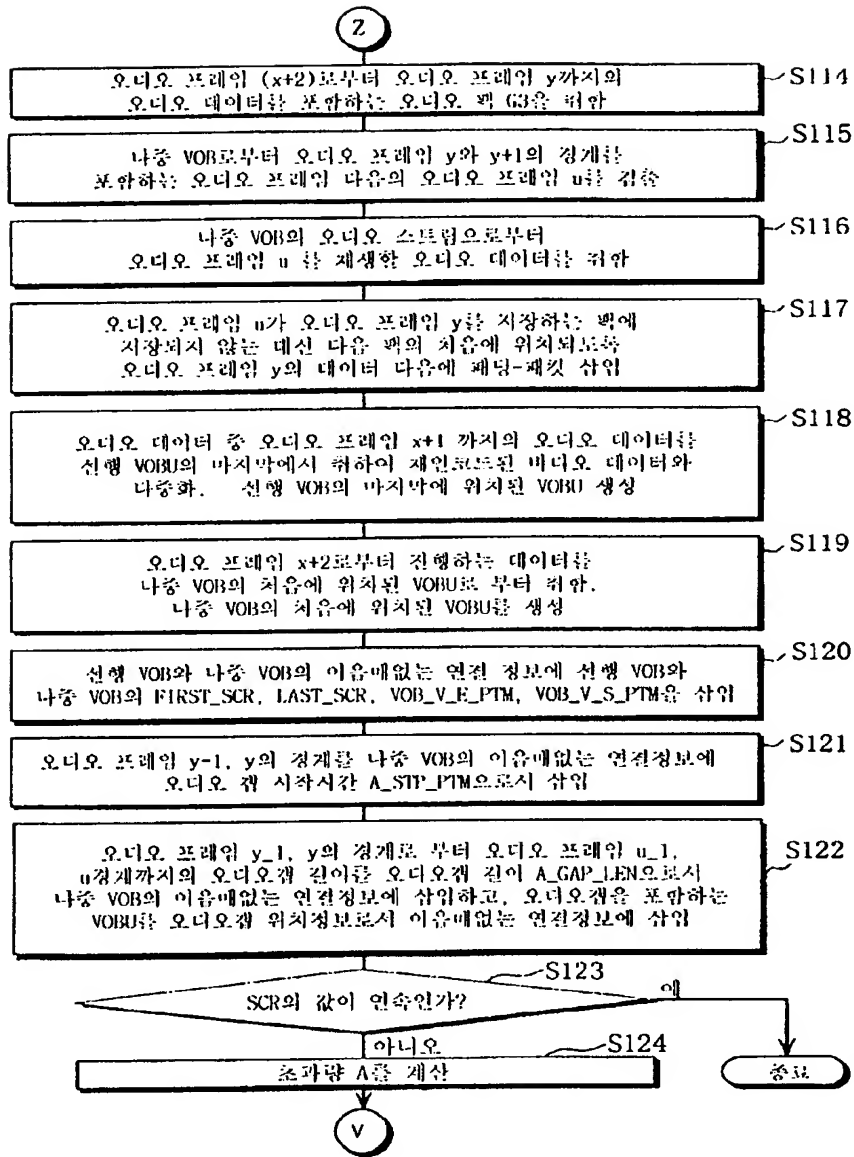 Z
오디오 프레임 (x+2)로부터 오디오 프레임 y까지의
오디오 데이터를 포함하는 오디오 팩 G3을 취함
S114
나중 VOB로부터 오디오 프레임 y와 y+1의 경계를
포함하는 오디오 프레임 다음의 오디오 프레임 u를 검출
S115
나중 VOB의 오디오 스트림으로부터
오디오 프레임 u 를 재생할 오디오 데이터를 취함
S116
오디오 프레임 u가 오디오 프레임 y를 저장하는 팩에
저장되지 않는 대신 다음 팩의 처음에 위치되도록
오디오 프레임 y의 데이터 다음에 패딩-패킷 삽입
S117
오디오 데이터 중 오디오 프레임 x+1 까지의 오디오 데이터를
선행 VOBU의 마지막에서 취하여 재인코드된 비디오 데이터와
다중화. 선행 VOB의 마지막에 위치된 VOBU 생성
S118
오디오 프레임 x+2로부터 진행하는 데이터를
나중 VOB의 처음에 위치된 VOBU로 부터 취함.
나중 VOB의 처음에 위치된 VOBU를 생성
S119
선행 VOB와 나중 VOB의 이음매없는 연결 정보에 선행 VOB와
나중 VOB의 FIRST_SCR, LAST_SCR, VOB_V_E_PTM, VOB_V_S_PTM을 삽입
S120
오디오 프레임 y-1, y의 경계를 나중 VOB의 이음매없는 연결정보에
오디오 갭 시작시간 A_STP_PTM으로서 삽입
S121
오디오 프레임 y_1, y의 경계로 부터 오디오 프레임 u_1,
u경계까지의 오디오갭 길이를 오디오갭 길이 A_GAP_LEN으로서
나중 VOB의 이음매없는 연결정보에 삽입하고, 오디오갭을 포함하는
VOBU를 오디오갭 위치정보로서 이음매없는 연결정보에 삽입
S122
S123
SCR의 값이 연속인가?
예
아니오
S124
초과량 A를 계산
종료
V